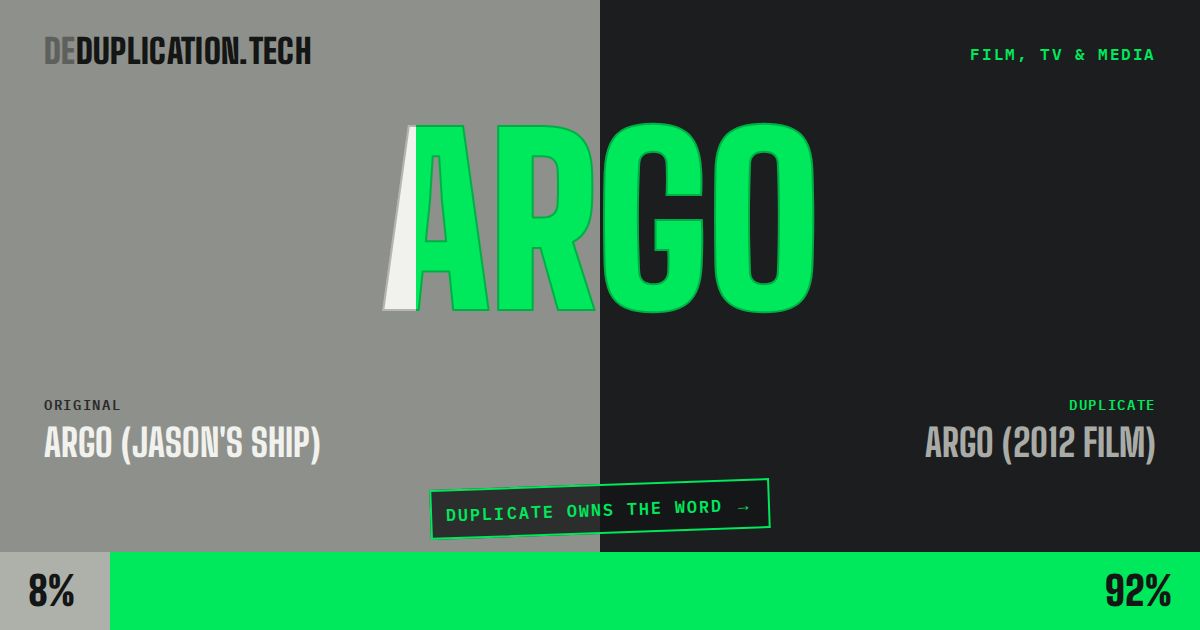 DEDUPLICATION.TECH
FILM, TV & MEDIA
ARGO
ORIGINAL
ARGO (JASON'S SHIP)
DUPLICATE
ARGO (2012 FILM)
DUPLICATE OWNS THE WORD →
8%
92%